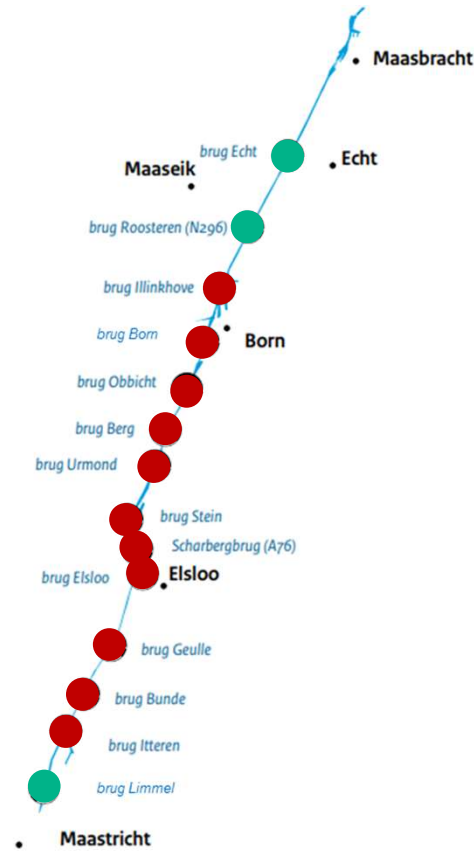 Maasbracht
brug Echt
Echt
Maaseik
brug Roosteren (N296)
brug Illinkhove
brug Born
Born
brug Obbicht
brug Berg
brug Urmond
brug Stein
Scharbergbrug (A76)
brug Elsloo
Elsloo
brug Geulle
brug Bunde
brug Itteren
brug Limmel
Maastricht